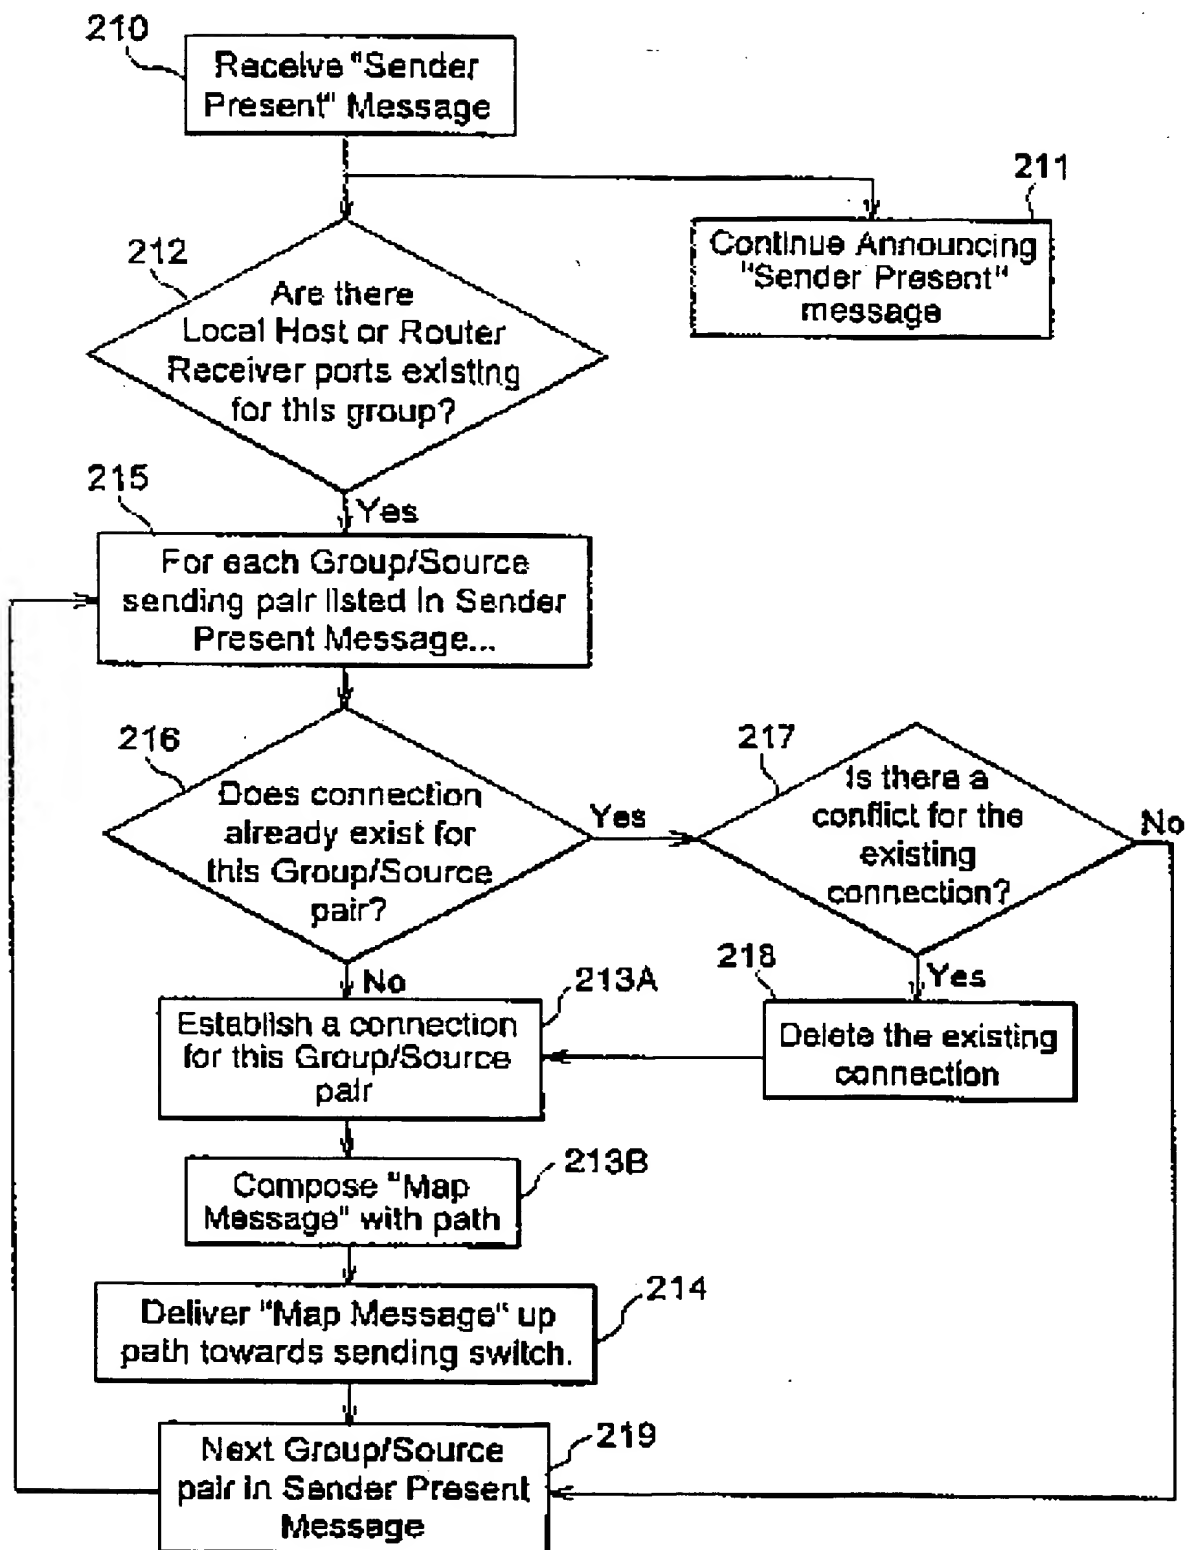 210
Receive "Sender
Present" Message
211
Continue Announcing
"Sender Present"
message
212
Are there
Local Host or Router
Receiver ports existing
for this group?
Yes
215
For each Group/Source
sending pair listed in Sender
Present Message...
216
Does connection
already exist for
this Group/Source
pair?
Yes
217
Is there a
conflict for the
existing
connection?
No
No
Yes
213A
Establish a connection
for this Group/Source
pair
218
Delete the existing
connection
213B
Compose "Map
Message" with path
214
Deliver "Map Message" up
path towards sending switch.
219
Next Group/Source
pair in Sender Present
Message